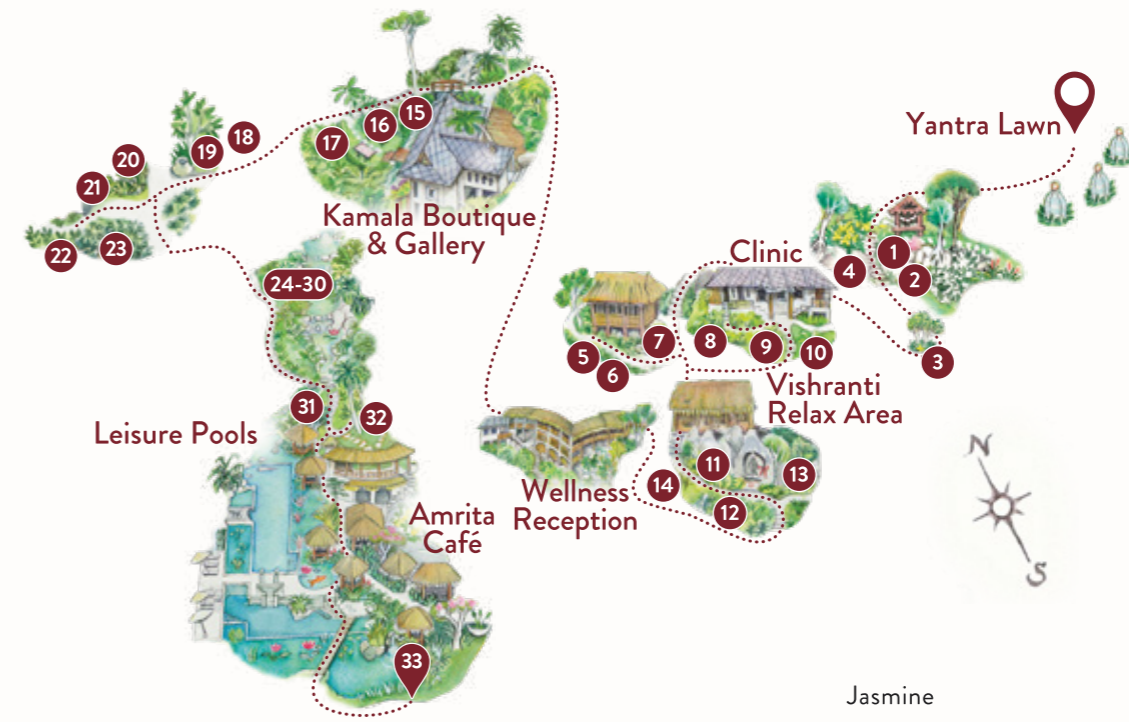 Yantra Lawn
15
16
17
18
19
20
21
22
23
Kamala Boutique
& Gallery
Clinic
1
2
3
4
24-30
5
6
7
8
9
10
Vishranti
Relax Area
31
32
Leisure Pools
11
12
13
14
Wellness
Reception
Amrita
Café
N
S
33
Jasmine